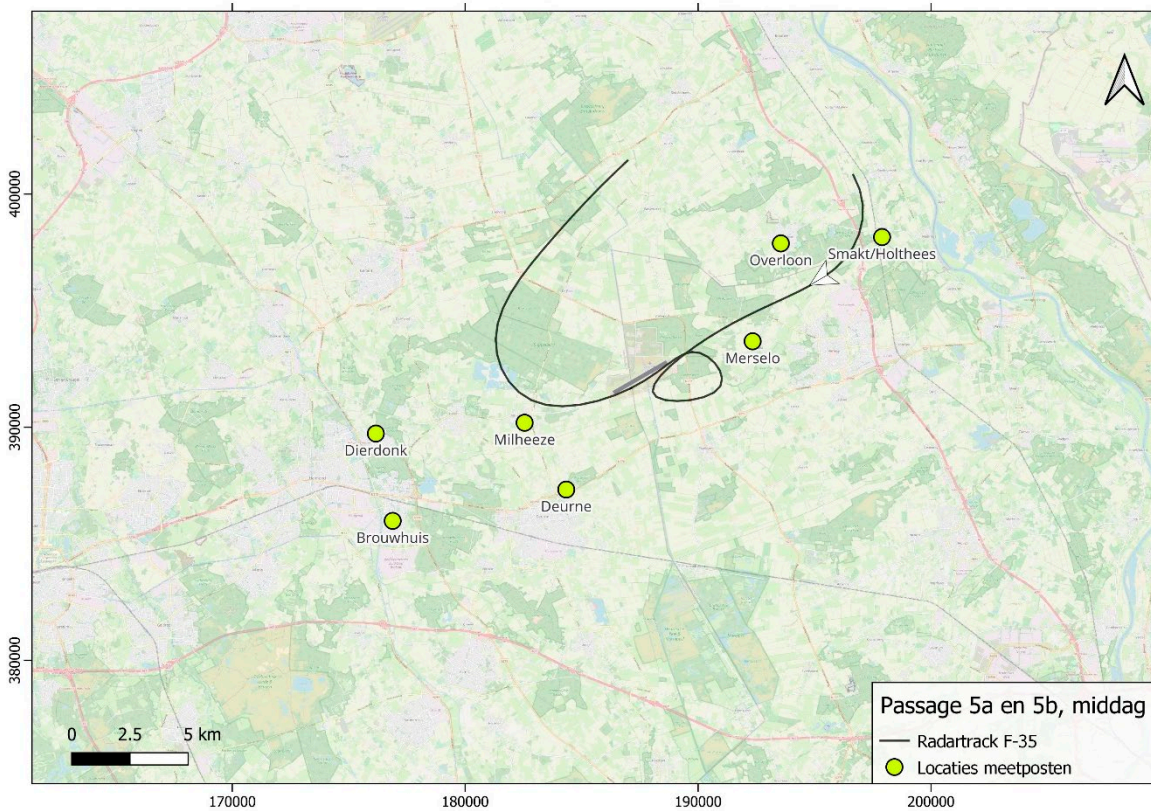 400000
390000
380000
Overloon
Smakt/Holthees
Merselo
Milheeze
Dierdonk
Deurne
Brouwhuis
0 2.5 5 km
Passage 5a en 5b, middag
Radartrack F-35
Locaties meetposten
170000 180000 190000 200000